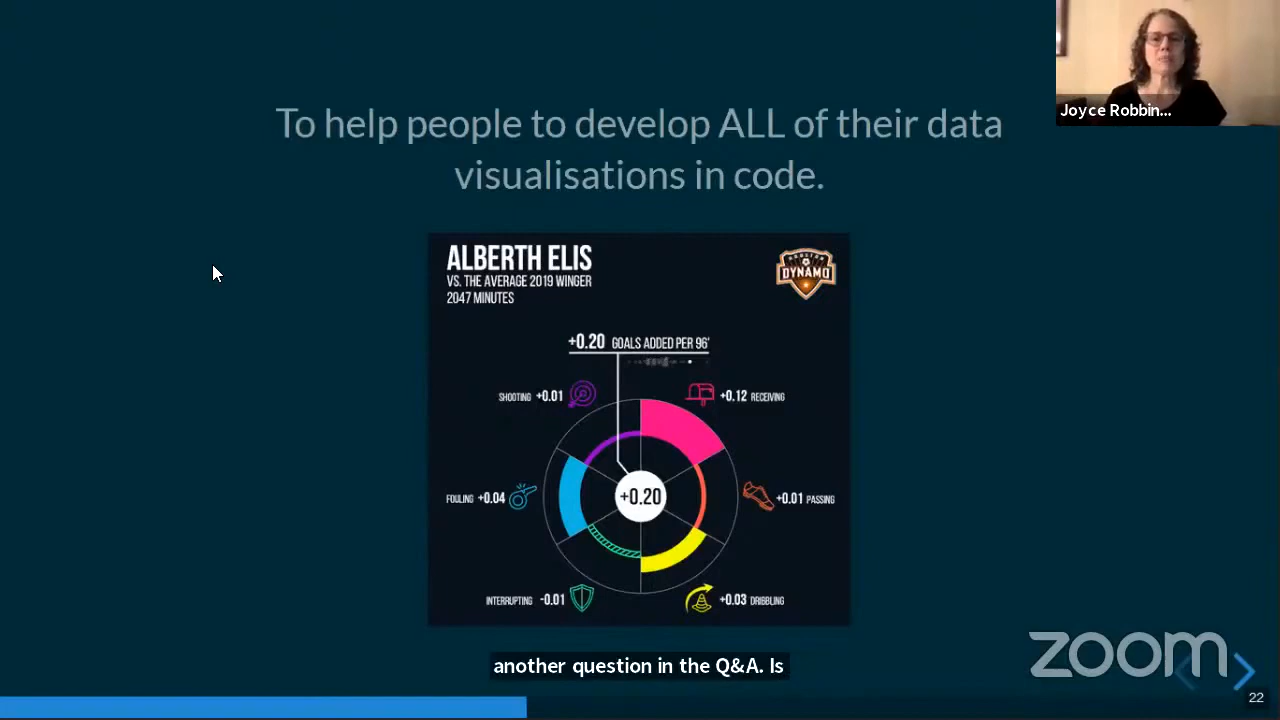 Joyce Robbin...
To help people to develop ALL of their data
visualisations in code.
ALBERTH ELIS
VS. THE AVERAGE 2019 WINGER
2047 MINUTES
HOUSTON
DYNAMO
+0.20 GOALS ADDED PER 96'
SHOOTING +0.01
+0.12 RECEIVING
FOULING +0.04
+0.20
+0.01 PASSING
INTERRUPTING -0.01
+0.03 DRIBBLING
another question in the Q&A. Is
zoom
22